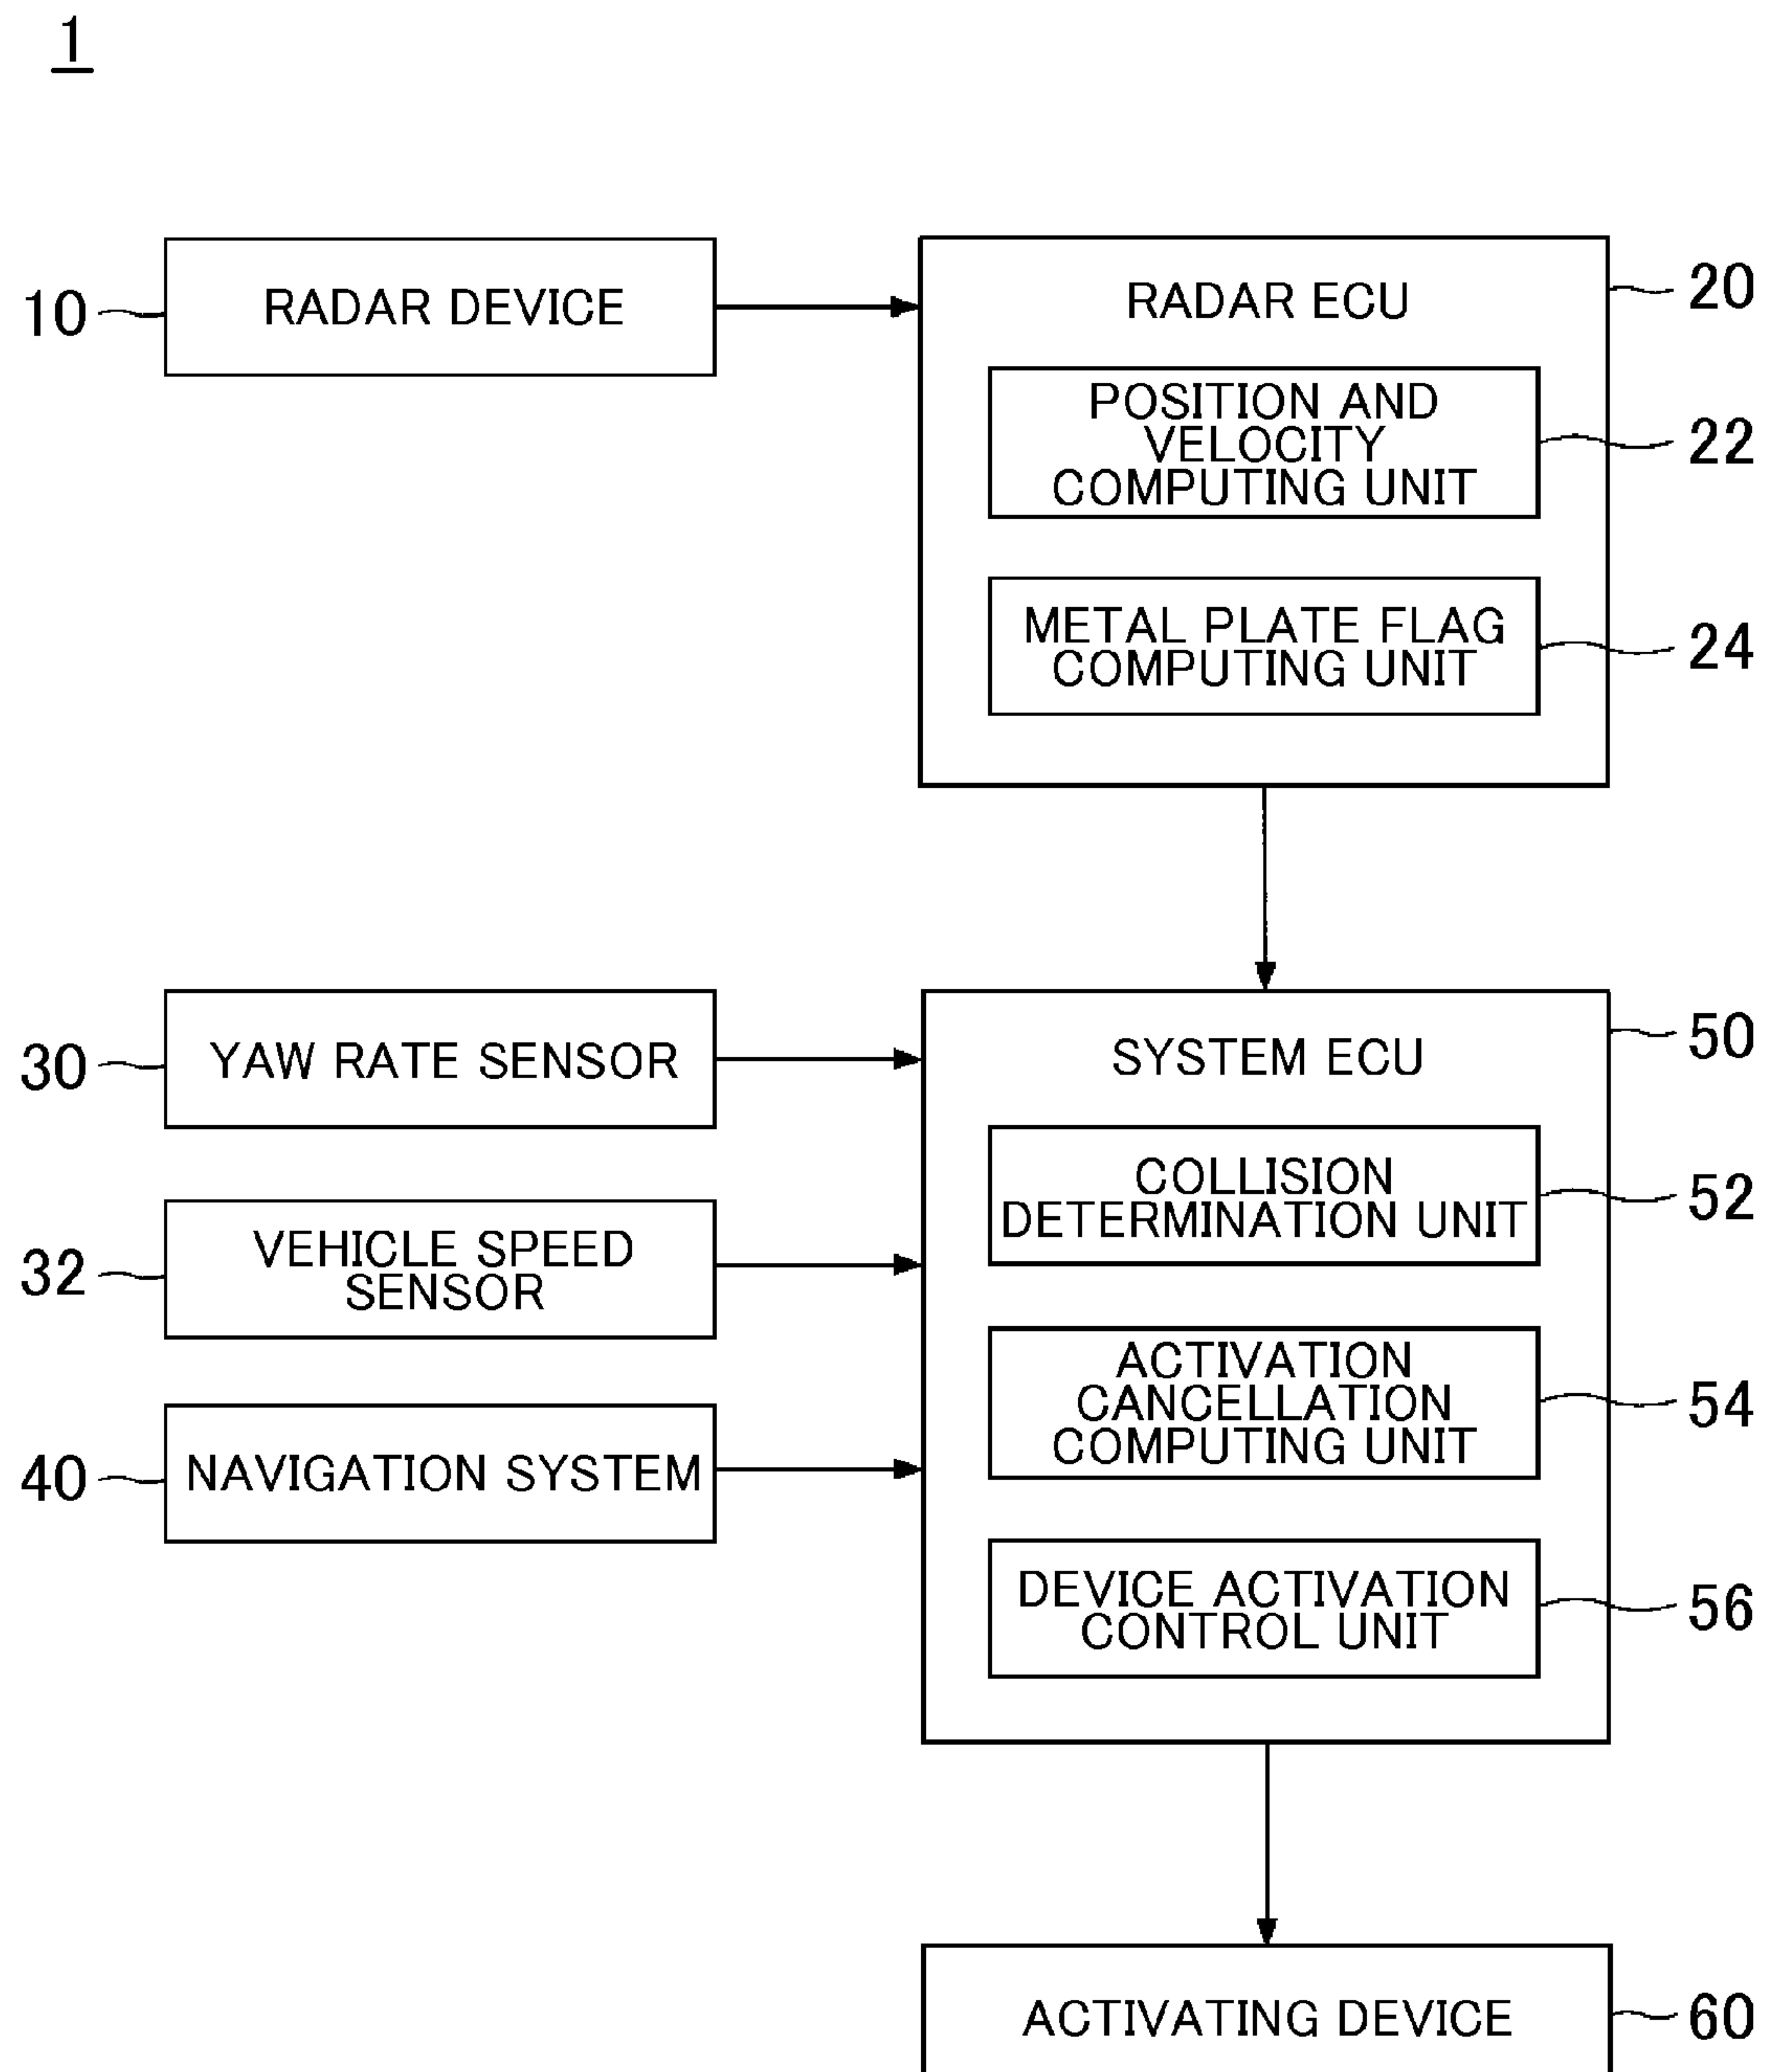 1
10
RADAR DEVICE
RADAR ECU
20
POSITION AND
VELOCITY
COMPUTING UNIT
22
METAL PLATE FLAG
COMPUTING UNIT
24
30
YAW RATE SENSOR
SYSTEM ECU
50
COLLISION
DETERMINATION UNIT
52
32
VEHICLE SPEED
SENSOR
ACTIVATION
CANCELLATION
COMPUTING UNIT
54
40
NAVIGATION SYSTEM
DEVICE ACTIVATION
CONTROL UNIT
56
ACTIVATING DEVICE
60